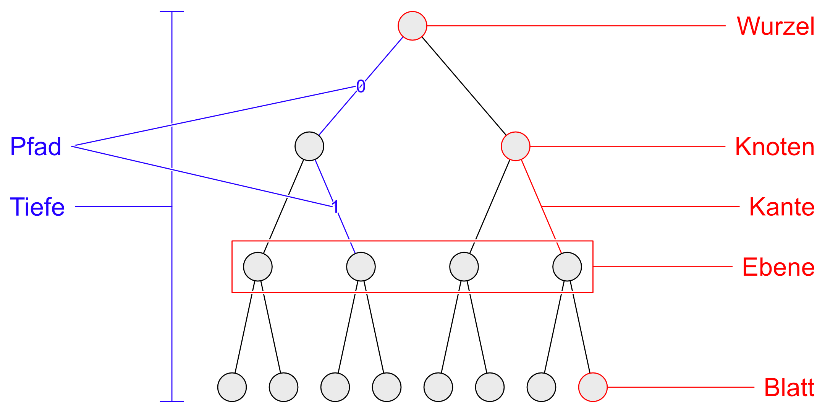 Wurzel
0
Pfad
Knoten
Tiefe
1
Kante
Ebene
Blatt